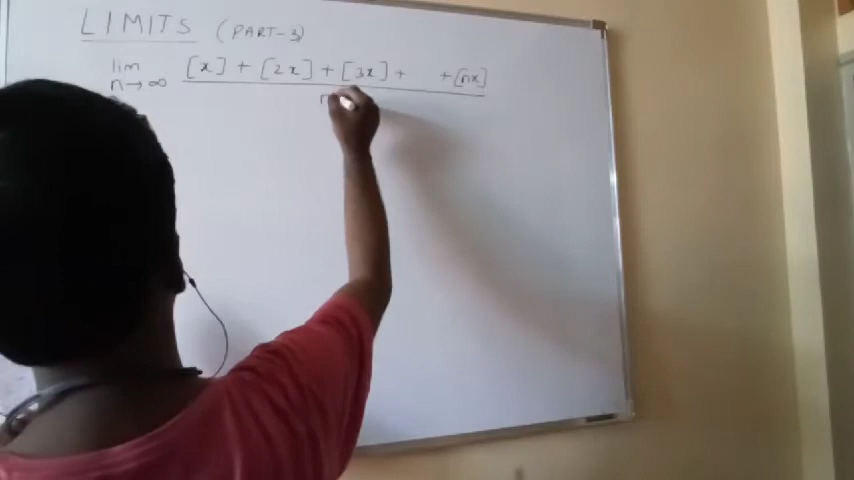 LIMITS (PART-3)
lim [x] + [2x] + [3x] + + [nx]
n→∞ n